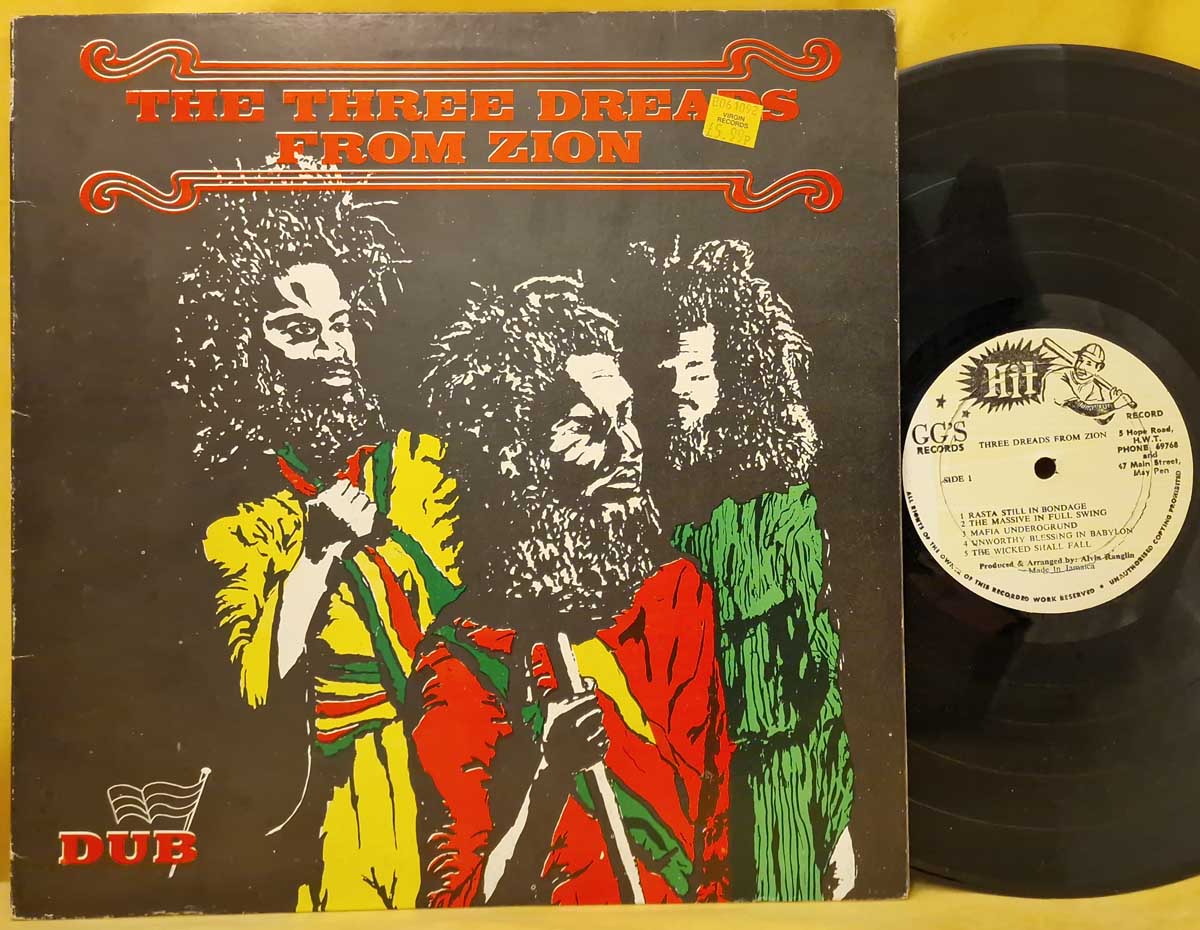 THE THREE DREADS
FROM ZION
B061092
VIRGIN
RECORDS
£5.99P
DUB
Hit
RECORD
GG'S
RECORDS
THREE DREADS FROM ZION
5 Hope Road,
H.W.T.
PHONE 69768
and
47 Main Street,
May Pen
SIDE 1
1 RASTA STILL IN BONDAGE
2 THE MASSIVE IN FULL SWING
3 MAFIA UNDEROGRUND
4 UNWORTHY BLESSING IN BABYLON
5 THE WICKED SHALL FALL
Produced & Arranged by: Alvin Ranglin
Made in Jamaica
ALL RIGHTS OF THE OWNER OF THIS RECORDED WORK RESERVED • UNAUTHORISED COPYING PROHIBITED